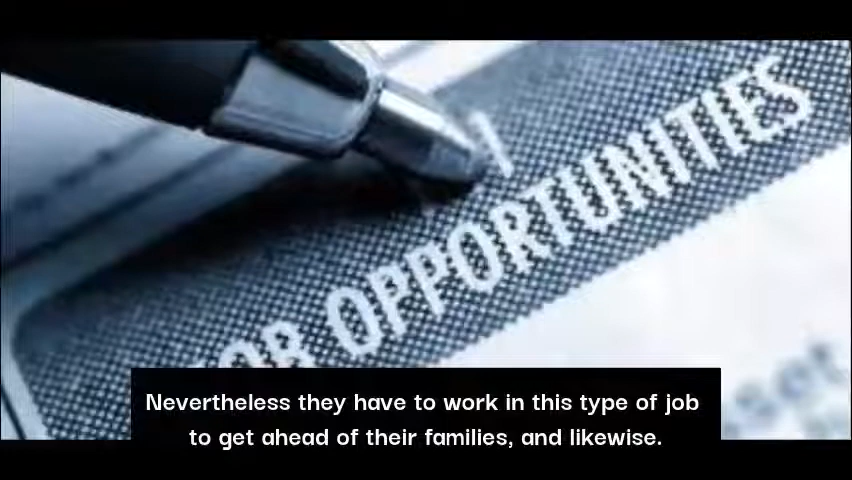 JOB OPPORTUNITIES
Nevertheless they have to work in this type of job
to get ahead of their families, and likewise.